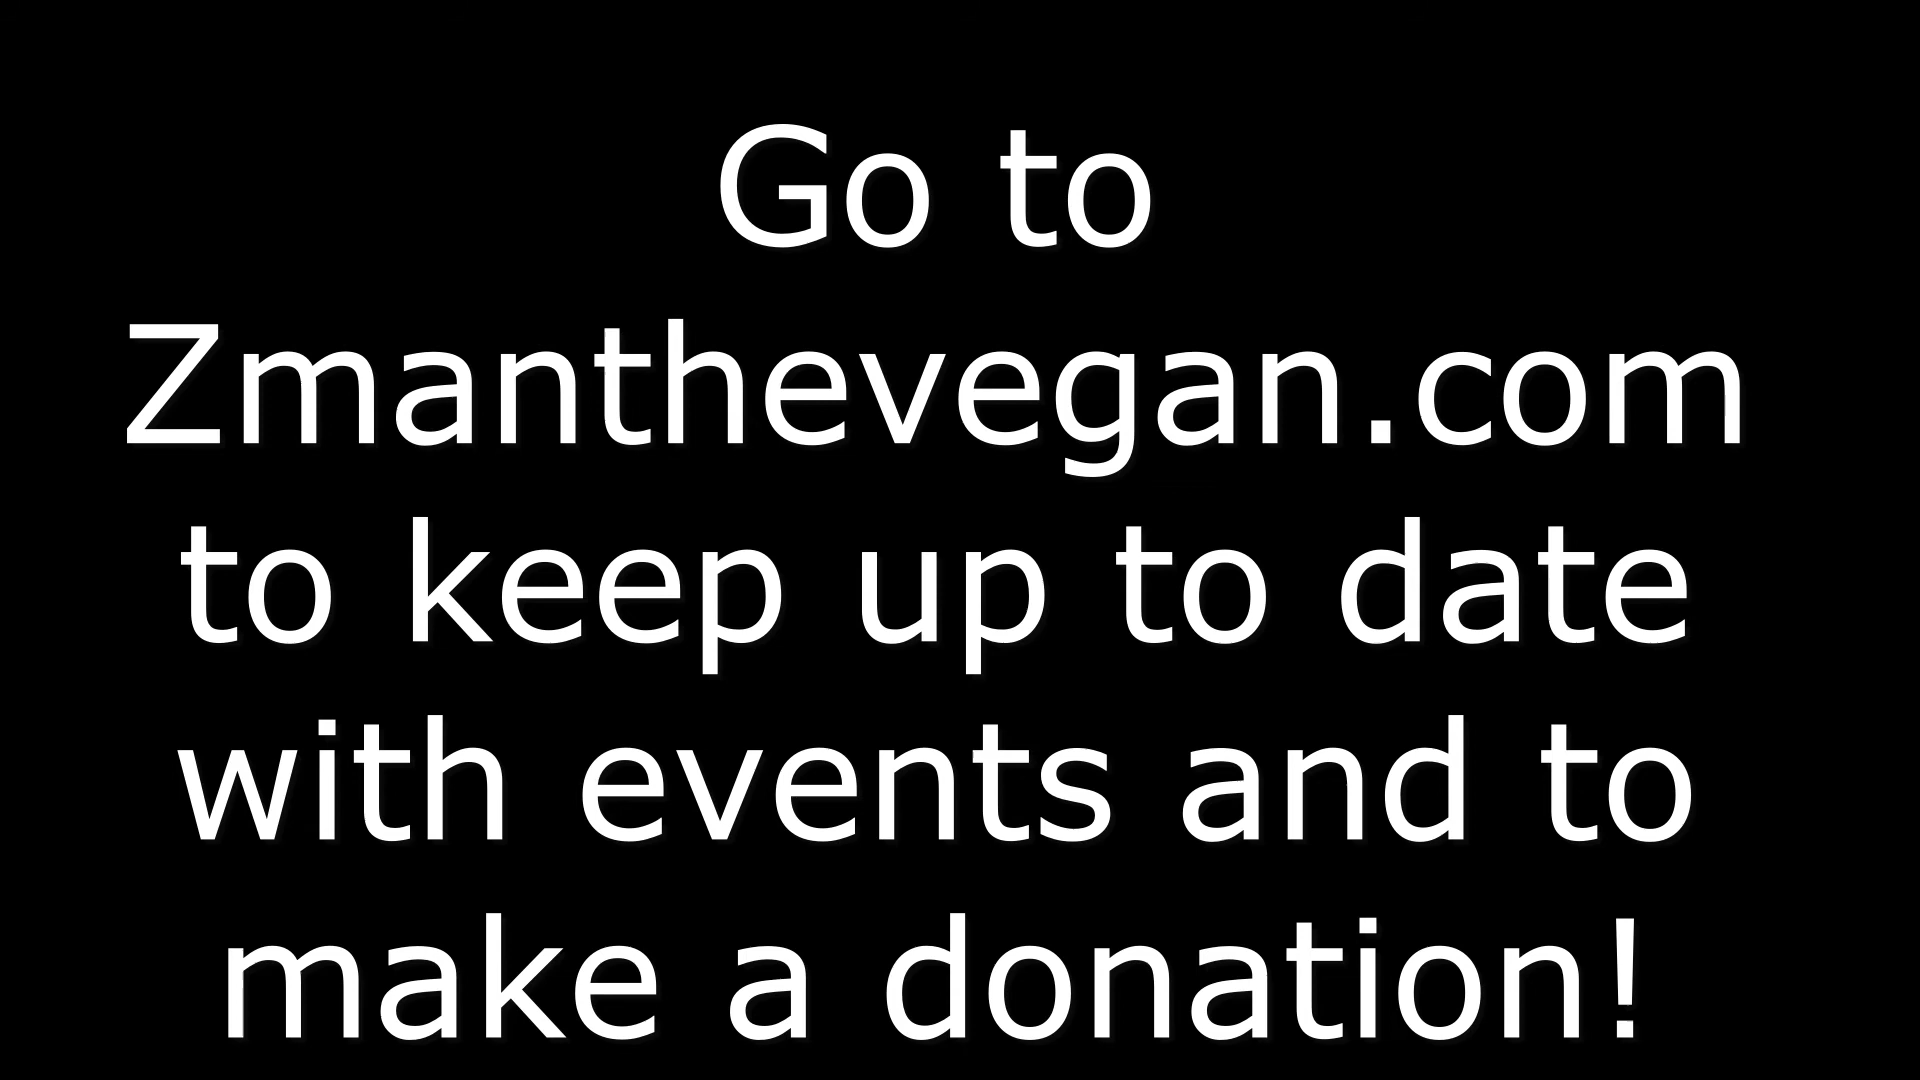 Go to
Zmanthevegan.com
to keep up to date
with events and to
make a donation!